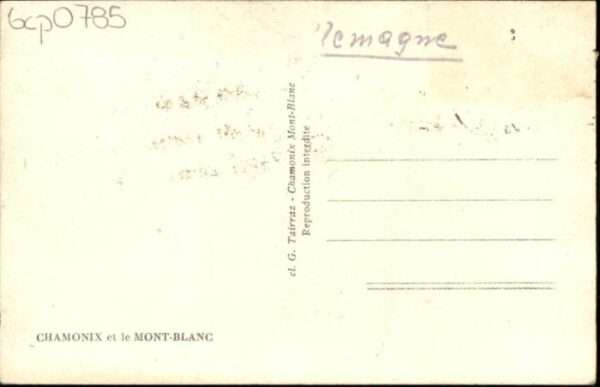 6cp0785
lemagne
cl. G. Tairraz - Chamonix Mont-Blanc
Reproduction interdite
CHAMONIX et le MONT-BLANC